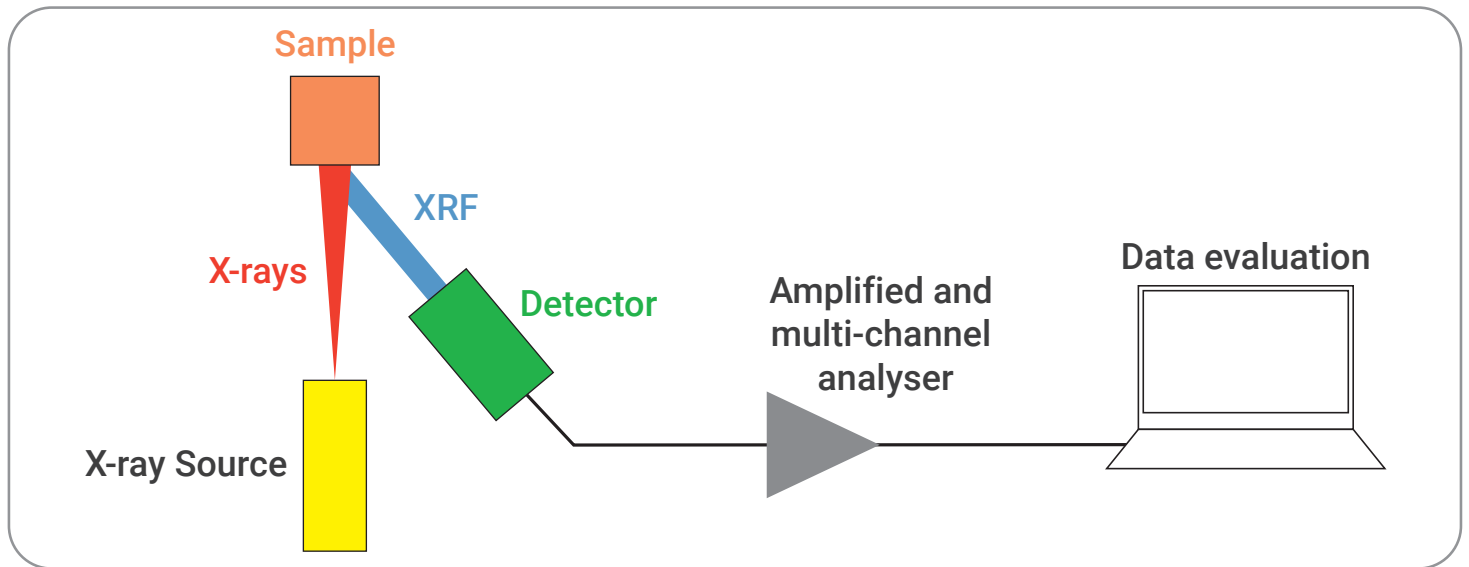 Sample
XRF
X-rays
Detector
X-ray Source
Amplified and
multi-channel
analyser
Data evaluation